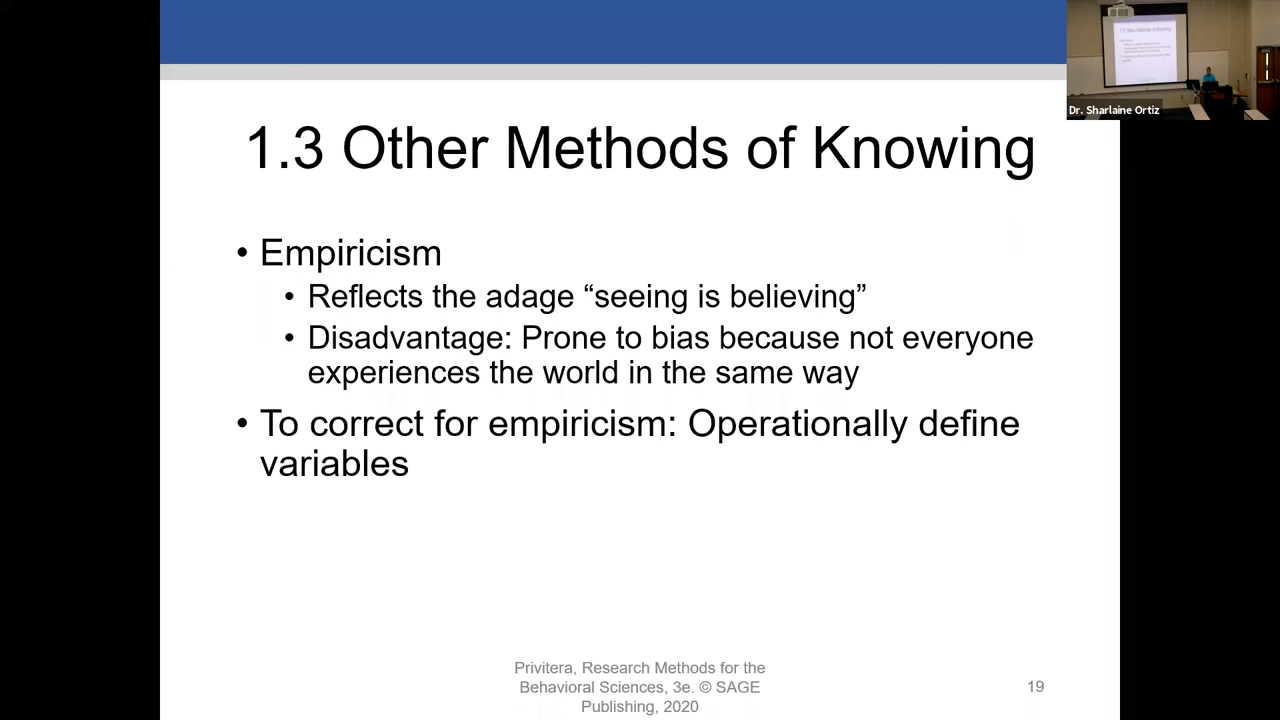 Dr. Sharlaine Ortiz
1.3 Other Methods of Knowing
• Empiricism
• Reflects the adage “seeing is believing”
• Disadvantage: Prone to bias because not everyone
experiences the world in the same way
• To correct for empiricism: Operationally define
variables
Privitera, Research Methods for the
Behavioral Sciences, 3e. © SAGE
Publishing, 2020
19